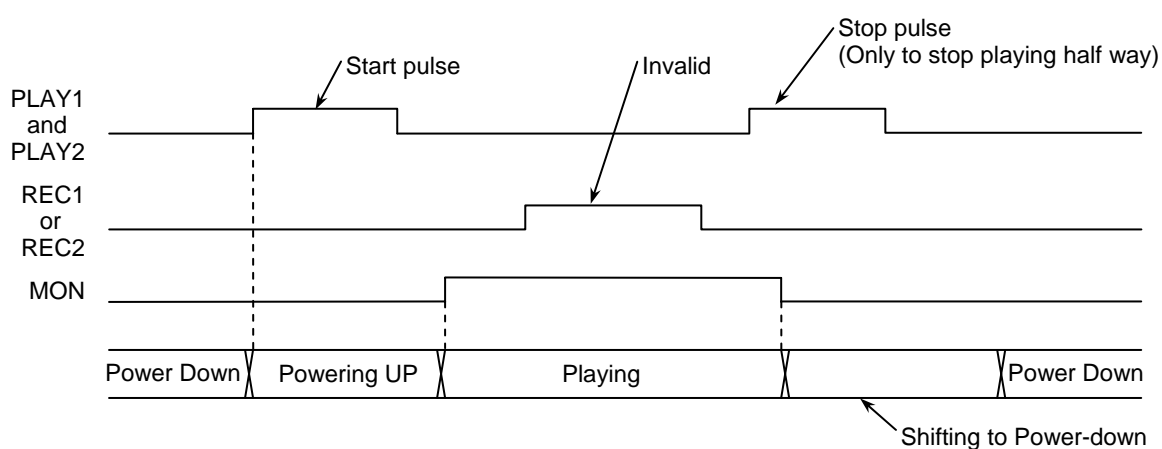 Stop pulse
(Only to stop playing half way)
Start pulse
Invalid
PLAY1
and
PLAY2
REC1
or
REC2
MON
Power Down
Powering UP
Playing
Power Down
Shifting to Power-down